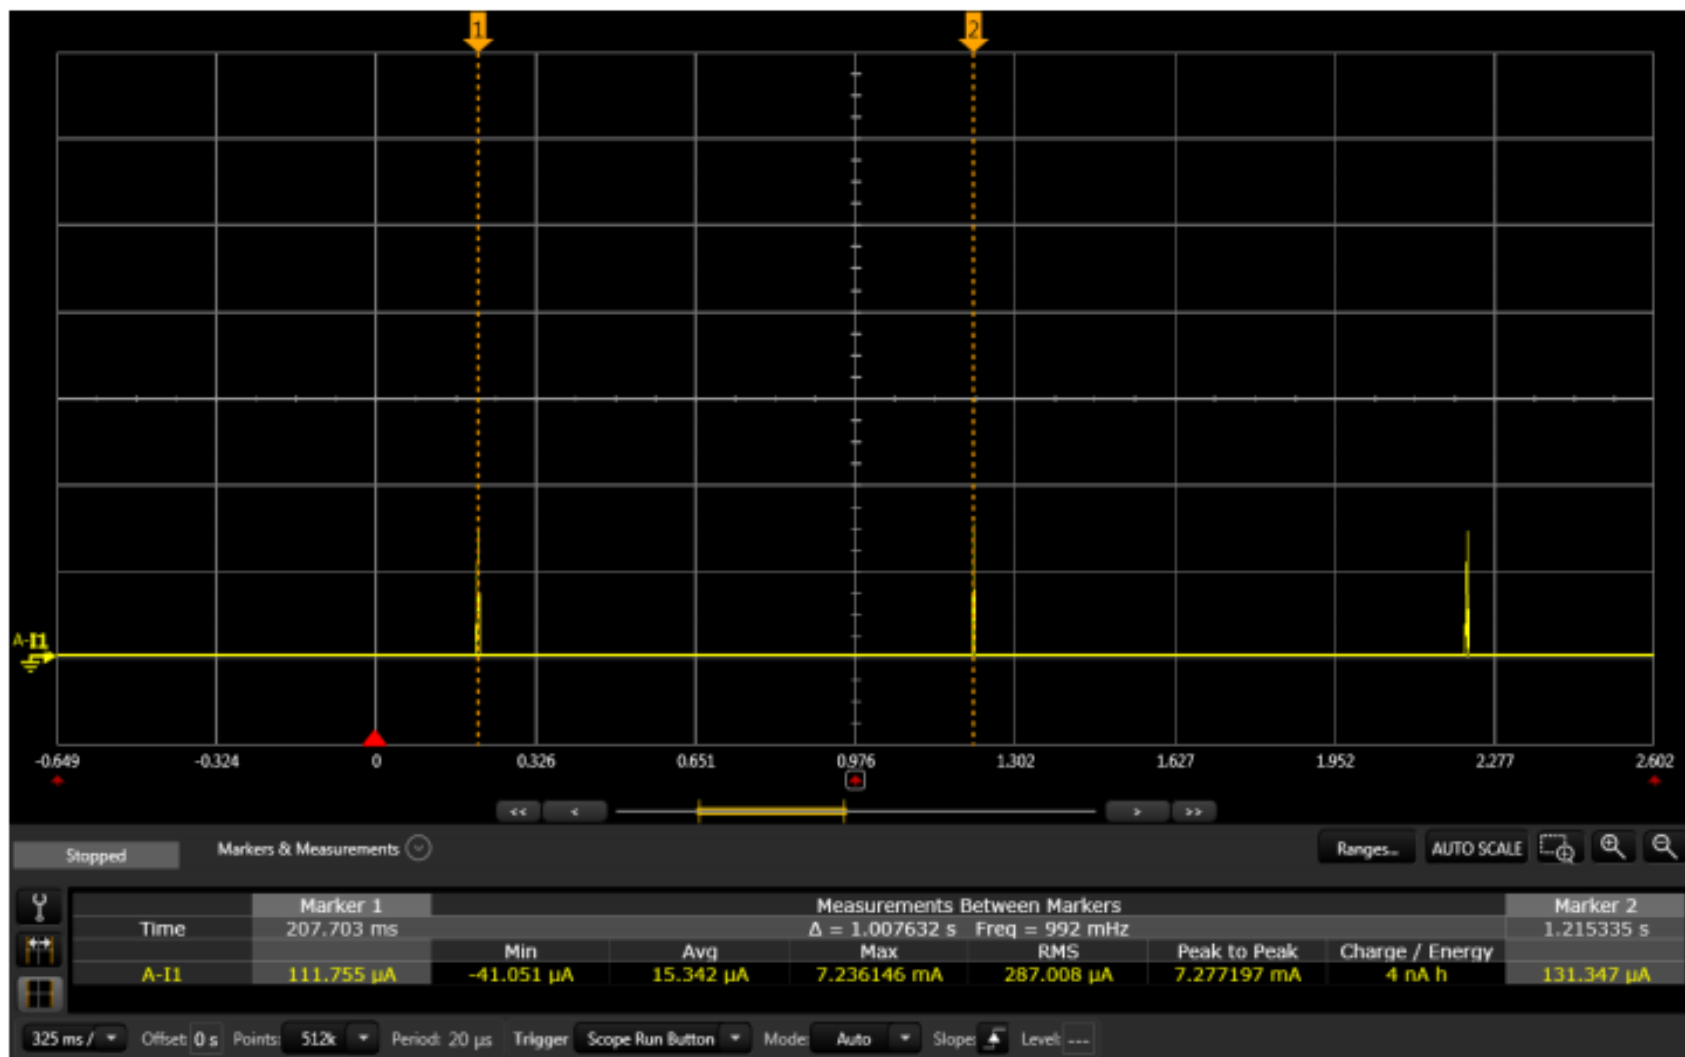 1 2
A-I1
-0.649 -0.324 0 0.326 0.651 0.976 1.302 1.627 1.952 2.277 2.602
<< < > >>
Stopped Markers & Measurements Ranges... AUTO SCALE
Marker 1 Measurements Between Markers Marker 2
Time 207.703 ms Δ = 1.007632 s Freq = 992 mHz 1.215335 s
Min Avg Max RMS Peak to Peak Charge / Energy
A-I1 111.755 µA -41.051 µA 15.342 µA 7.236146 mA 287.008 µA 7.277197 mA 4 nA h 131.347 µA
325 ms / Offset: 0 s Points: 512k Period: 20 µs Trigger Scope Run Button Mode: Auto Slope: Level: ---